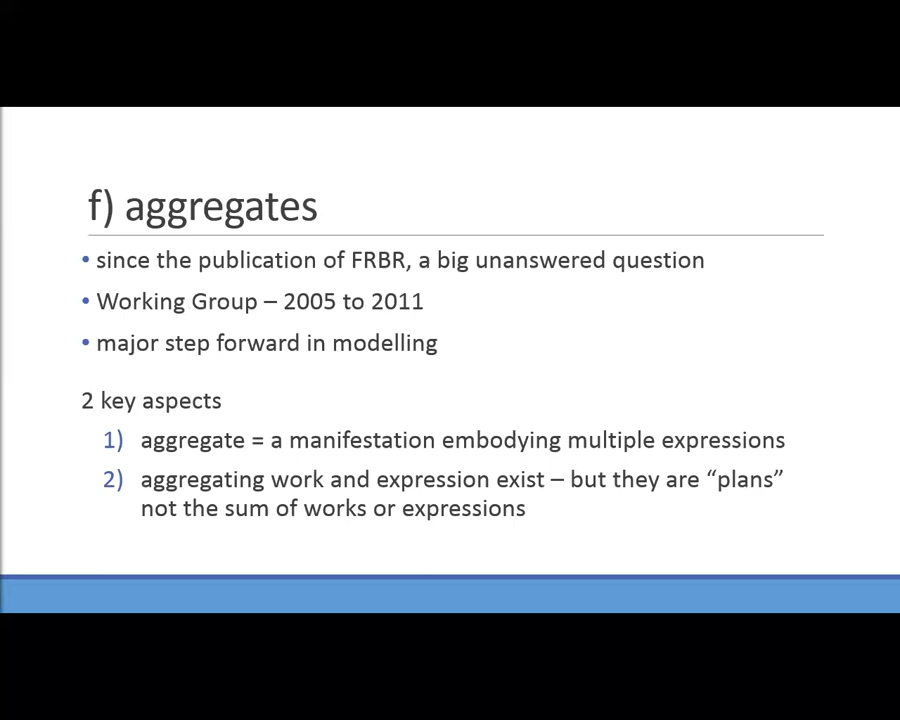 f) aggregates
• since the publication of FRBR, a big unanswered question
• Working Group – 2005 to 2011
• major step forward in modelling
2 key aspects
1) aggregate = a manifestation embodying multiple expressions
2) aggregating work and expression exist – but they are “plans”
not the sum of works or expressions